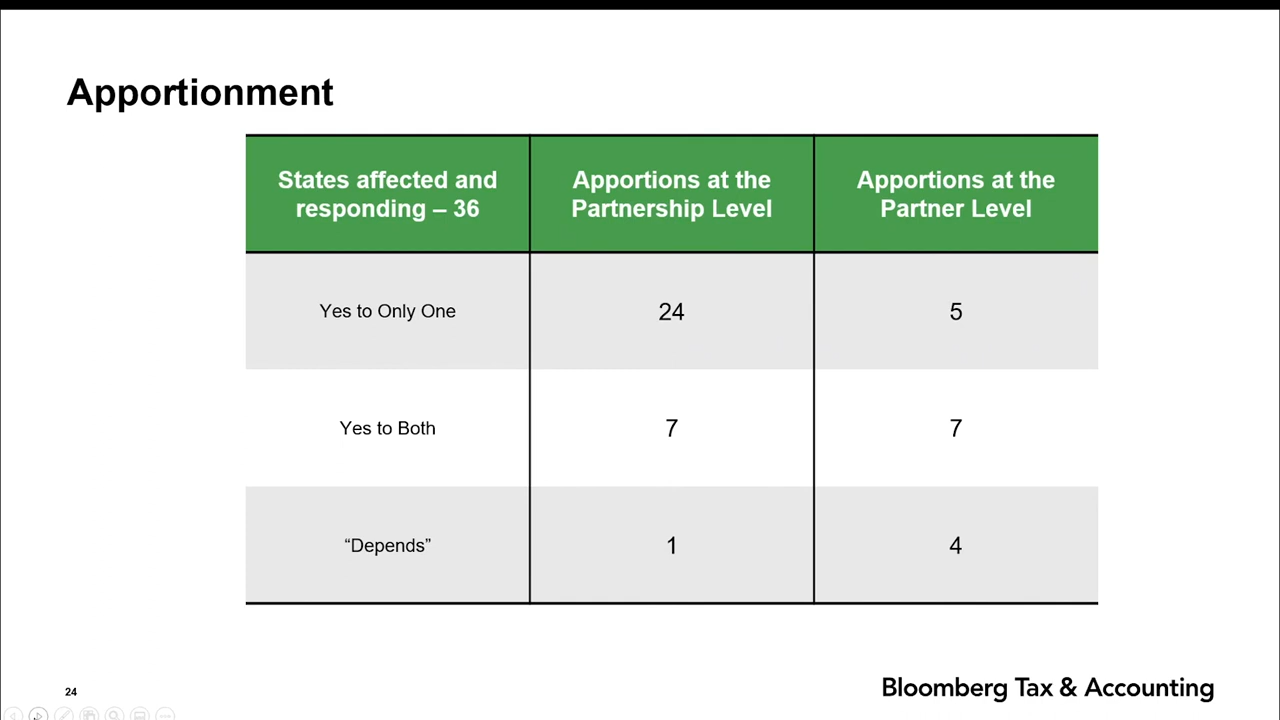 Apportionment
States affected and
responding – 36
Apportions at the
Partnership Level
Apportions at the
Partner Level
Yes to Only One
24
5
Yes to Both
7
7
“Depends”
1
4
24
Bloomberg Tax & Accounting